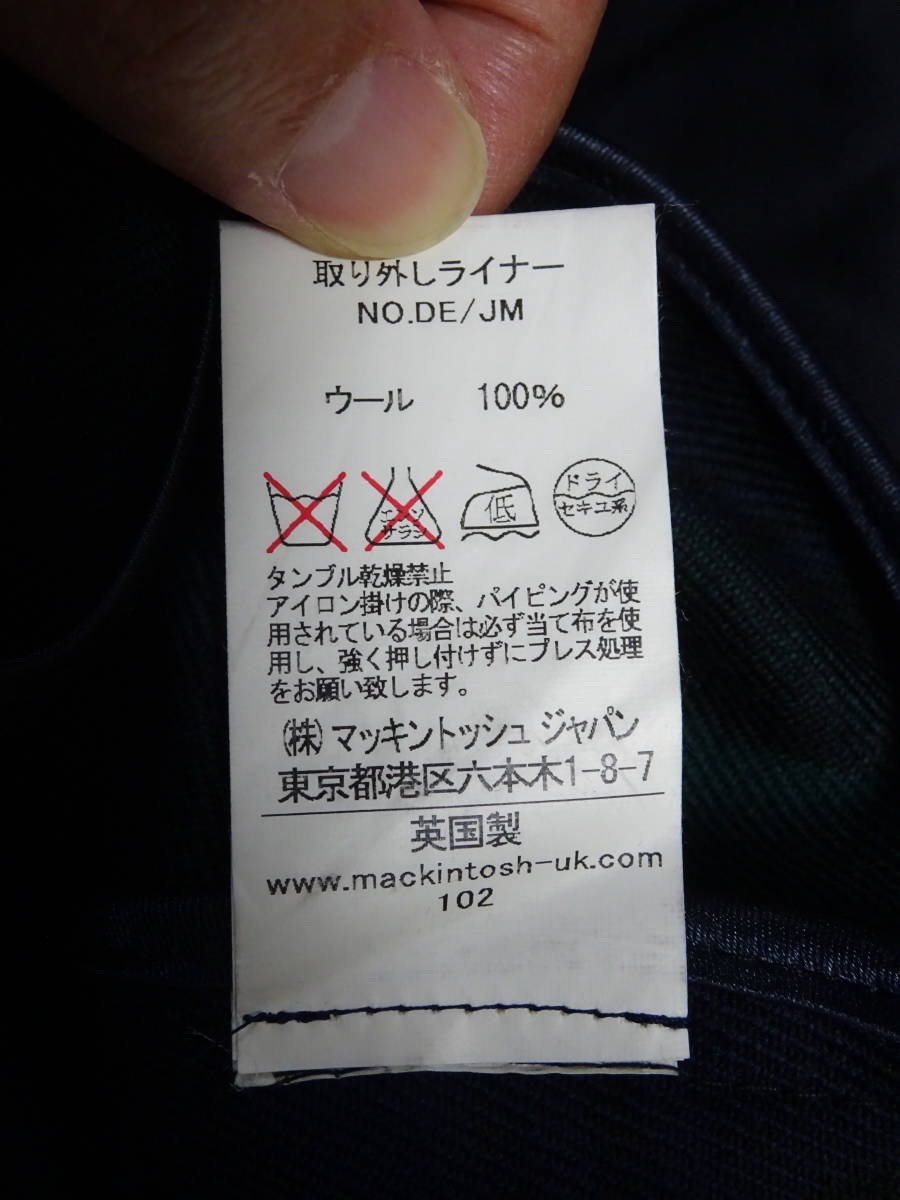 取り外しライナー
NO.DE/JM
ウール 100%
エンソ
サラシ
低
ドライ
セキユ系
タンブル乾燥禁止
アイロン掛けの際、パイピングが使
用されている場合は必ず当て布を使
用し、強く押し付けずにプレス処理
をお願い致します。
㈱マッキントッシュ ジャパン
東京都港区六本木1-8-7
英国製
www.mackintosh-uk.com
102